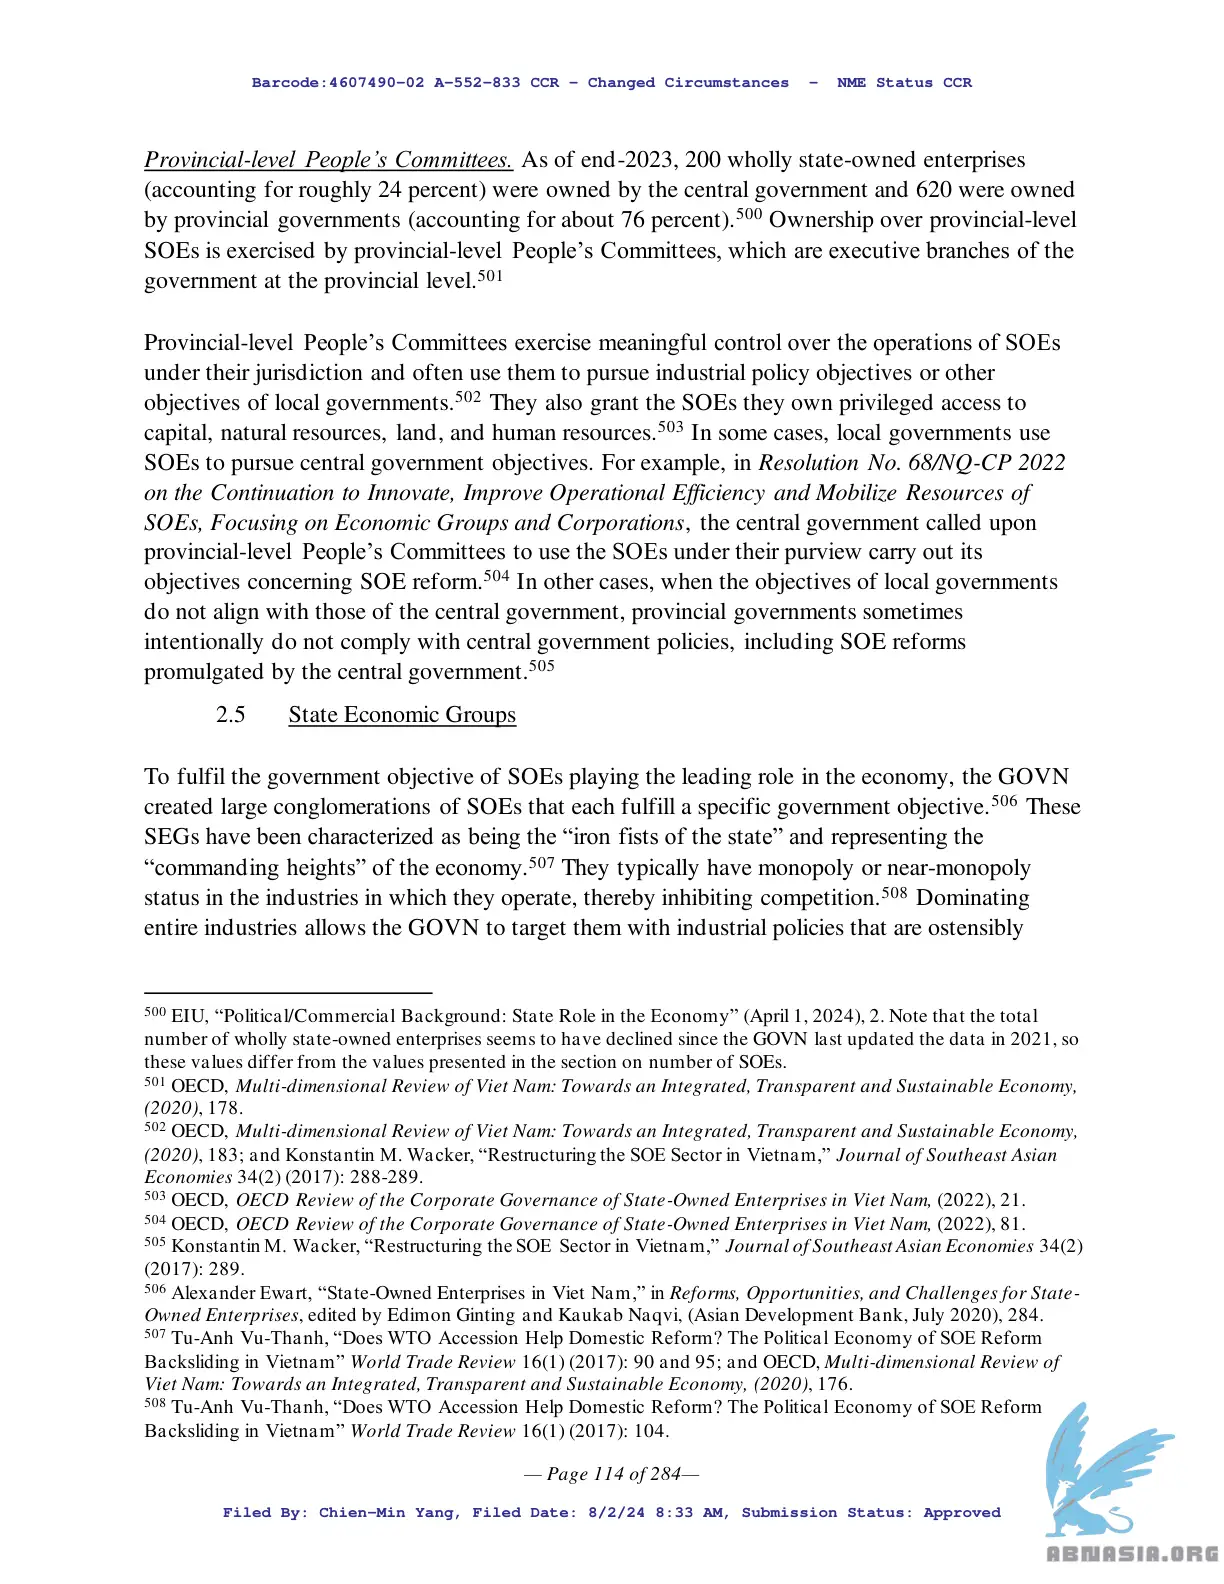 Barcode:4607490-02 A-552-833 CCR - Changed Circumstances - NME Status CCR
Provincial-level People's Committees. As of end-2023, 200 wholly state-owned enterprises
(accounting for roughly 24 percent) were owned by the central government and 620 were owned
by provincial governments (accounting for about 76 percent).500 Ownership over provincial-level
SOEs is exercised by provincial-level People's Committees, which are executive branches of the
government at the provincial level.501
Provincial-level People's Committees exercise meaningful control over the operations of SOEs
under their jurisdiction and often use them to pursue industrial policy objectives or other
objectives of local governments.502 They also grant the SOEs they own privileged access to
capital, natural resources, land, and human resources.503 In some cases, local governments use
SOEs to pursue central government objectives. For example, in Resolution No. 68/NQ-CP 2022
on the Continuation to Innovate, Improve Operational Efficiency and Mobilize Resources of
SOEs, Focusing on Economic Groups and Corporations, the central government called upon
provincial-level People's Committees to use the SOEs under their purview carry out its
objectives concerning SOE reform.504 In other cases, when the objectives of local governments
do not align with those of the central government, provincial governments sometimes
intentionally do not comply with central government policies, including SOE reforms
promulgated by the central government.505
2.5 State Economic Groups
To fulfil the government objective of SOEs playing the leading role in the economy, the GOVN
created large conglomerations of SOEs that each fulfill a specific government objective.506 These
SEGs have been characterized as being the "iron fists of the state" and representing the
"commanding heights" of the economy.507 They typically have monopoly or near-monopoly
status in the industries in which they operate, thereby inhibiting competition.508 Dominating
entire industries allows the GOVN to target them with industrial policies that are ostensibly
500 EIU, "Political/Commercial Background: State Role in the Economy" (April 1, 2024), 2. Note that the total
number of wholly state-owned enterprises seems to have declined since the GOVN last updated the data in 2021, so
these values differ from the values presented in the section on number of SOEs.
501 OECD, Multi-dimensional Review of Viet Nam: Towards an Integrated, Transparent and Sustainable Economy,
(2020), 178.
502 OECD, Multi-dimensional Review of Viet Nam: Towards an Integrated, Transparent and Sustainable Economy,
(2020), 183; and Konstantin M. Wacker, "Restructuring the SOE Sector in Vietnam," Journal of Southeast Asian
Economies 34(2) (2017): 288-289.
503 OECD, OECD Review of the Corporate Governance of State-Owned Enterprises in Viet Nam, (2022), 21.
504 OECD, OECD Review of the Corporate Governance of State-Owned Enterprises in Viet Nam, (2022), 81.
505 Konstantin M. Wacker, "Restructuring the SOE Sector in Vietnam," Journal of Southeast Asian Economies 34(2)
(2017): 289.
506 Alexander Ewart, "State-Owned Enterprises in Viet Nam," in Reforms, Opportunities, and Challenges for State-
Owned Enterprises, edited by Edimon Ginting and Kaukab Naqvi, (Asian Development Bank, July 2020), 284.
507 Tu-Anh Vu-Thanh, "Does WTO Accession Help Domestic Reform? The Political Economy of SOE Reform
Backsliding in Vietnam" World Trade Review 16(1) (2017): 90 and 95; and OECD, Multi-dimensional Review of
Viet Nam: Towards an Integrated, Transparent and Sustainable Economy, (2020), 176.
508 Tu-Anh Vu-Thanh, "Does WTO Accession Help Domestic Reform? The Political Economy of SOE Reform
Backsliding in Vietnam" World Trade Review 16(1) (2017): 104.
— Page 114 of 284—
Filed By: Chien-Min Yang, Filed Date: 8/2/24 8:33 AM, Submission Status: Approved
ABNASIA.ORG